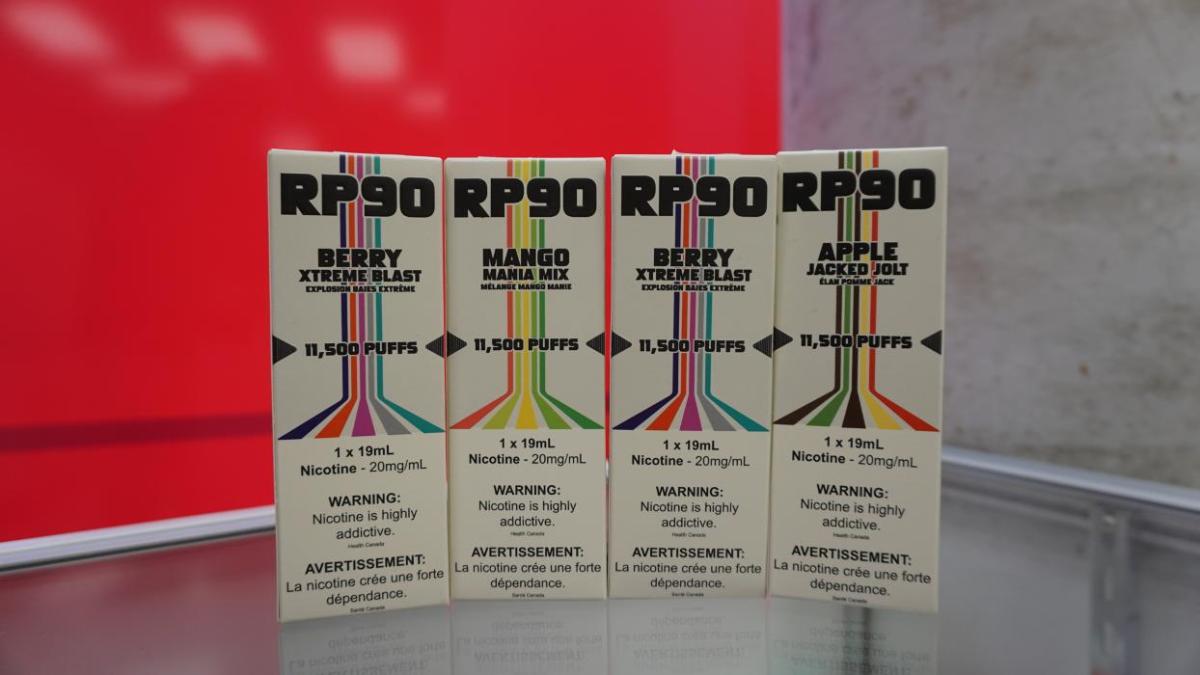 RP90
BERRY
XTREME BLAST
EXPLOSION BAIES EXTRÊME
11,500 PUFFS
1 x 19mL
Nicotine - 20mg/mL
WARNING:
Nicotine is highly
addictive.
Health Canada
AVERTISSEMENT:
La nicotine crée une forte
dépendance.
Santé Canada
RP90
MANGO
MANIA MIX
MÉLANGE MANGO MANIE
11,500 PUFFS
1 x 19mL
Nicotine - 20mg/mL
WARNING:
Nicotine is highly
addictive.
Health Canada
AVERTISSEMENT:
La nicotine crée une forte
dépendance.
Santé Canada
RP90
BERRY
XTREME BLAST
EXPLOSION BAIES EXTRÊME
11,500 PUFFS
1 x 19mL
Nicotine - 20mg/mL
WARNING:
Nicotine is highly
addictive.
Health Canada
AVERTISSEMENT:
La nicotine crée une forte
dépendance.
Santé Canada
RP90
APPLE
JACKED JOLT
ÉLAN POMME JACK
11,500 PUFFS
1 x 19mL
Nicotine - 20mg/mL
WARNING:
Nicotine is highly
addictive.
Health Canada
AVERTISSEMENT:
La nicotine crée une forte
dépendance.
Santé Canada